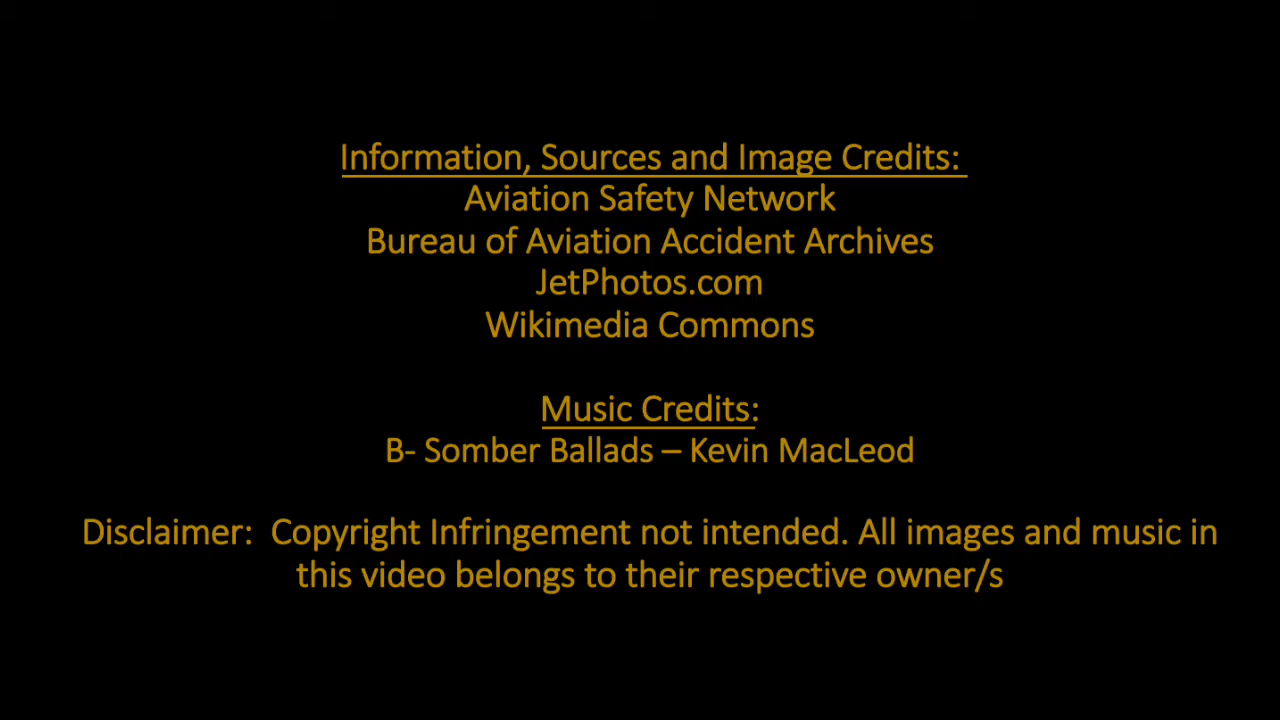 Information, Sources and Image Credits:
Aviation Safety Network
Bureau of Aviation Accident Archives
JetPhotos.com
Wikimedia Commons
Music Credits:
B- Somber Ballads – Kevin MacLeod
Disclaimer:  Copyright Infringement not intended. All images and music in
this video belongs to their respective owner/s